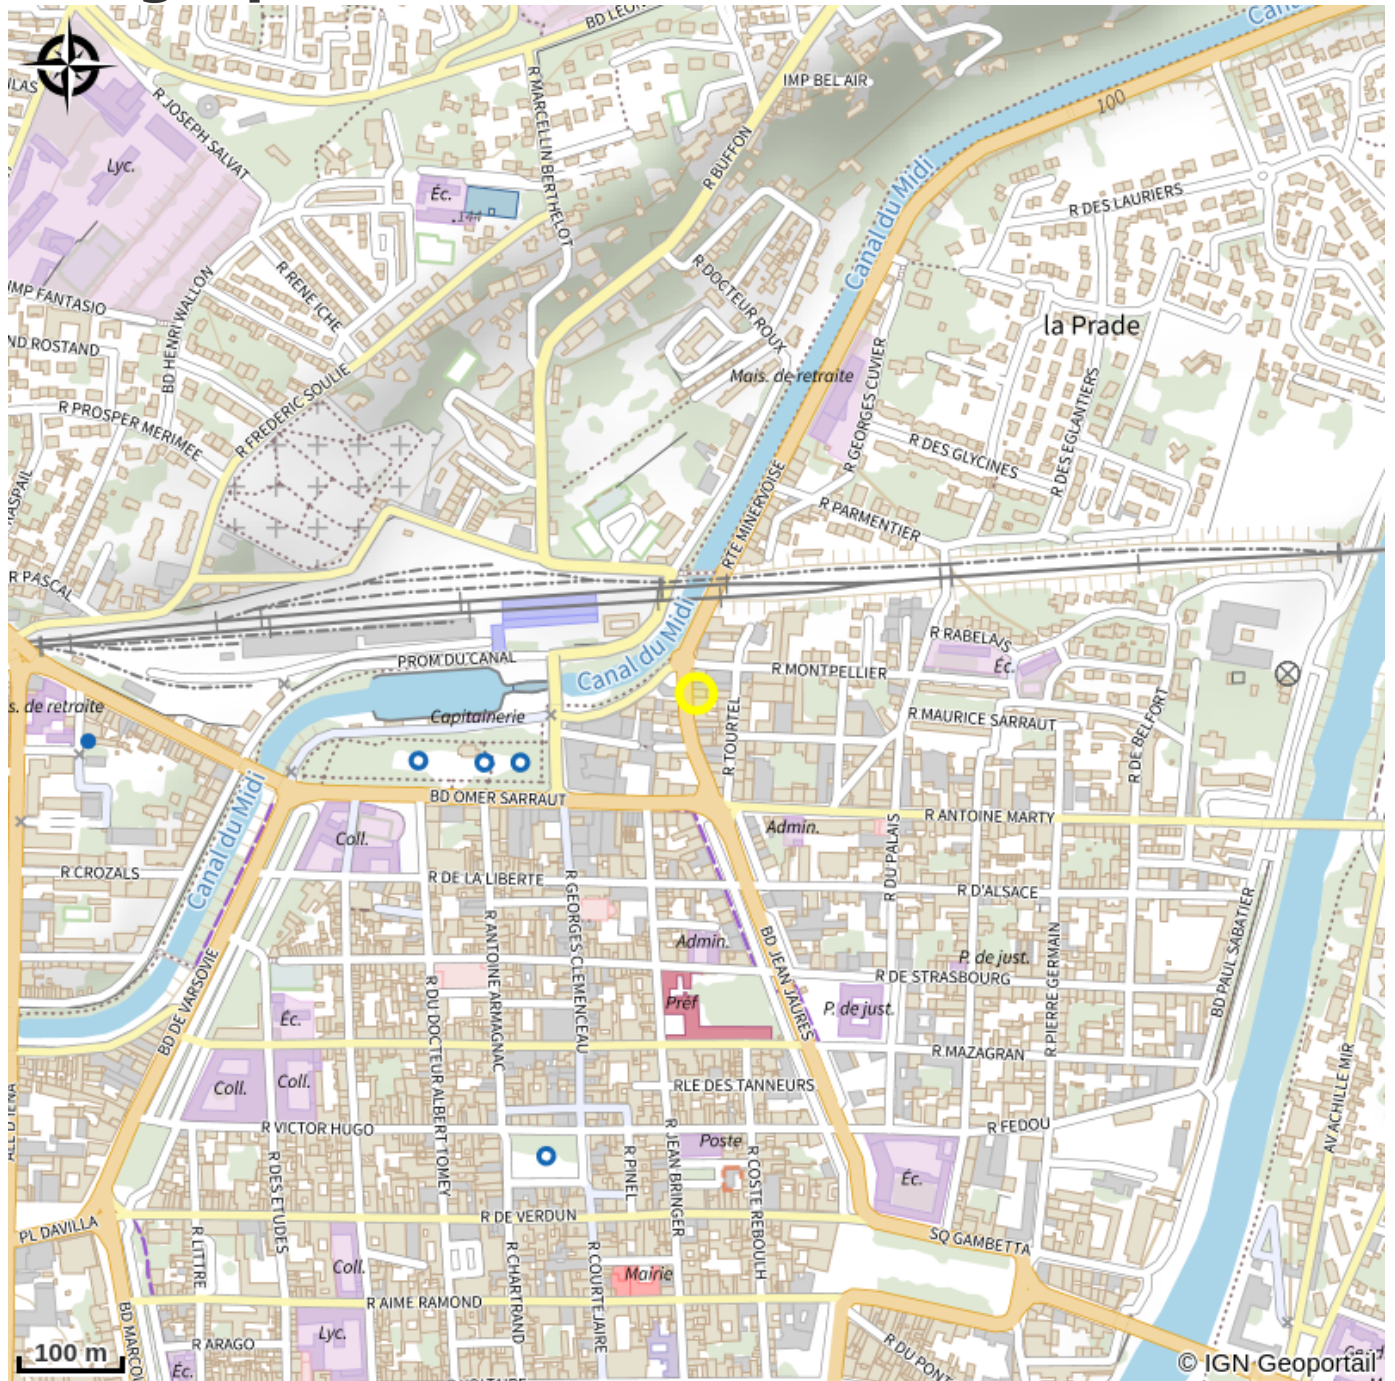 BD LEON
Canal
IMP BEL AIR
ILAS
R JOSEPH SALVAT
R MARCELLIN BERTHELOT
100
Lyc.
R BUFFON
Canal du Midi
Éc.
144
R DES LAURIERS
R RENE ICHE
R DOCTEUR ROUX
IMP FANTASIO
BD HENRI WALLON
la Prade
ND ROSTAND
R FREDERIC SOULIE
Mais. de retraite
R GEORGES CUVIER
R DES EGLANTIERS
R PROSPER MERIMEE
R DES GLYCINES
ASPAIL
RTE MINERVOISE
R PARMENTIER
R PASCAL
Canal du Midi
R RABELAIS
PROM DU CANAL
R MONTPELLIER
Éc.
s. de retraite
Capitainerie
R TOURTEL
R MAURICE SARRAUT
R DE BELFORT
Canal du Midi
BD OMER SARRAUT
R ANTOINE MARTY
Coll.
Admin.
R DU PALAIS
R CROZALS
R DE LA LIBERTE
R GEORGES CLEMENCEAU
R D'ALSACE
R ANTOINE ARMAGNAC
BD PAUL SABATIER
Admin.
BD JEAN JAURES
R PIERRE GERMAIN
P. de just.
R DE STRASBOURG
BD DE VARSOVIE
R DU DOCTEUR ALBERT TOMEY
Préf
P. de just.
Éc.
R MAZAGRAN
Coll.
Coll.
RLE DES TANNEURS
AV ACHILLE MIR
ALL D'IENA
R VICTOR HUGO
R JEAN BRINGER
R FEDOU
Poste
R DES ETUDES
R PINEL
R COSTE REBOULH
Éc.
R DE VERDUN
PL DAVILLA
SQ GAMBETTA
R LITTRE
Coll.
R CHARTRAND
R COURTEJAIRE
Mairie
R AIME RAMOND
BD MARCOU
Lyc.
R ARAGO
R DU PONT
100 m
Éc.
© IGN Geoportail